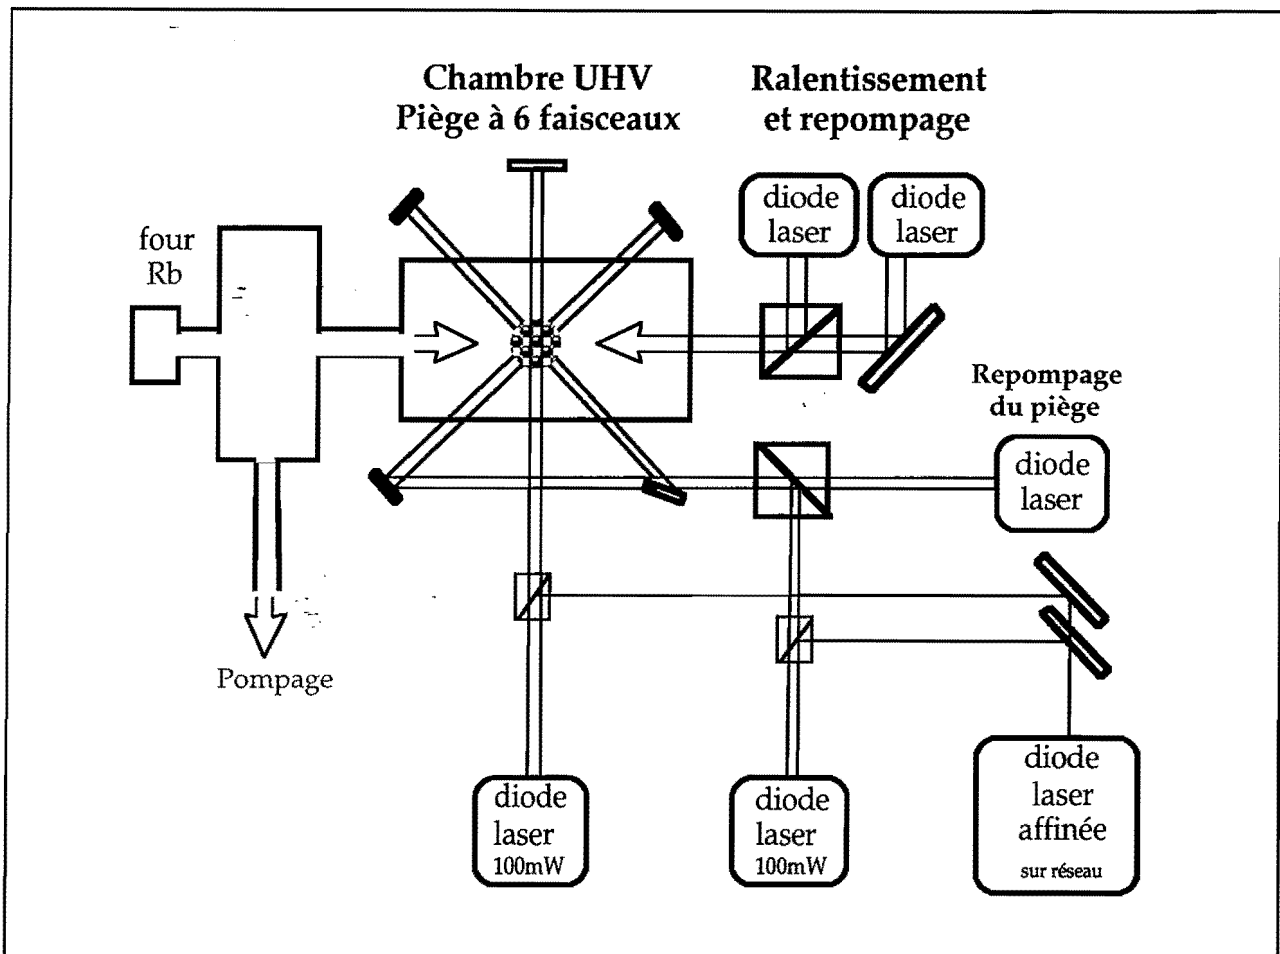 Chambre UHV
Piège à 6 faisceaux
Ralentissement
et repompage
diode
laser
diode
laser
four
Rb
Repompage
du piège
diode
laser
Pompage
diode
laser
100mW
diode
laser
100mW
diode
laser
affinée
sur réseau